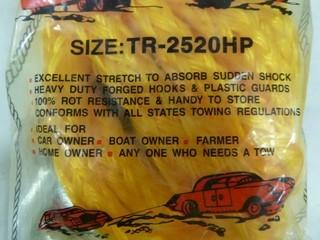 SIZE: TR-2520HP
▪ EXCELLENT STRETCH TO ABSORB SUDDEN SHOCK
▪ HEAVY DUTY FORGED HOOKS & PLASTIC GUARDS
▪ 100% ROT RESISTANCE & HANDY TO STORE
CONFORMS WITH ALL STATES TOWING REGULATIONS
▪ IDEAL FOR
▪ CAR OWNER ▪ BOAT OWNER ▪ FARMER
▪ HOME OWNER ▪ ANY ONE WHO NEEDS A TOW